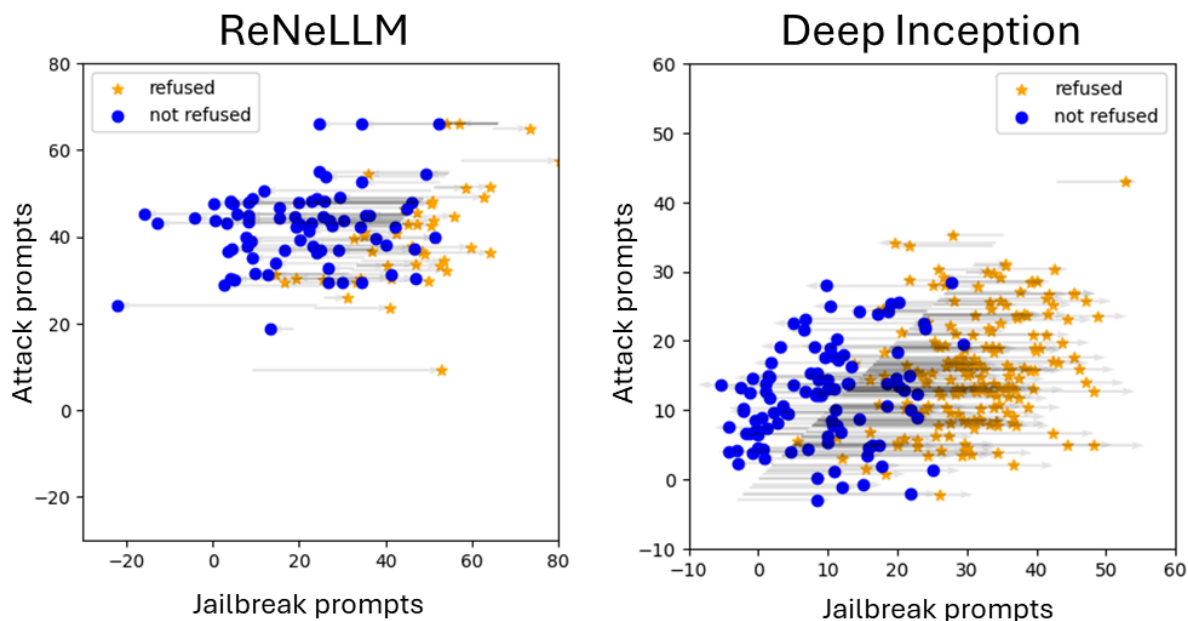 ReNeLLM
80
60
40
20
0
−20
−20
0
20
40
60
80
refused
not refused
Attack prompts
Jailbreak prompts
Deep Inception
60
50
40
30
20
10
0
−10
−10
0
10
20
30
40
50
60
refused
not refused
Attack prompts
Jailbreak prompts